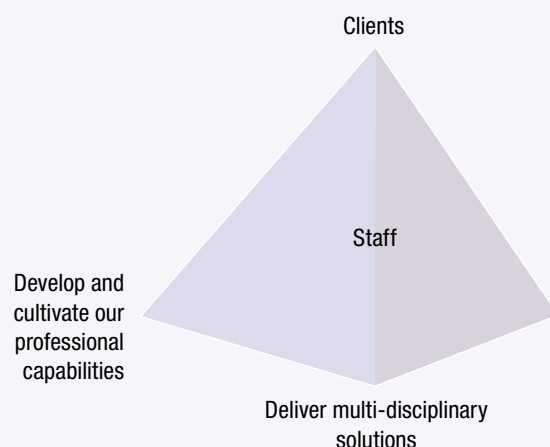 Clients
Staff
Develop and
cultivate our
professional
capabilities
Deliver multi-disciplinary
solutions